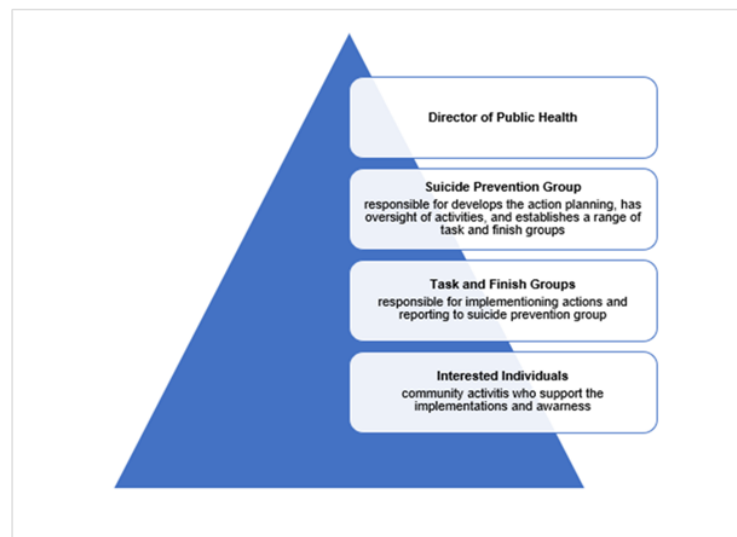 Director of Public Health
Suicide Prevention Group
responsible for develops the action planning, has
oversight of activities, and establishes a range of
task and finish groups
Task and Finish Groups
responsible for implementioning actions and
reporting to suicide prevention group
Interested Individuals
community activitis who support the
implementations and awarness